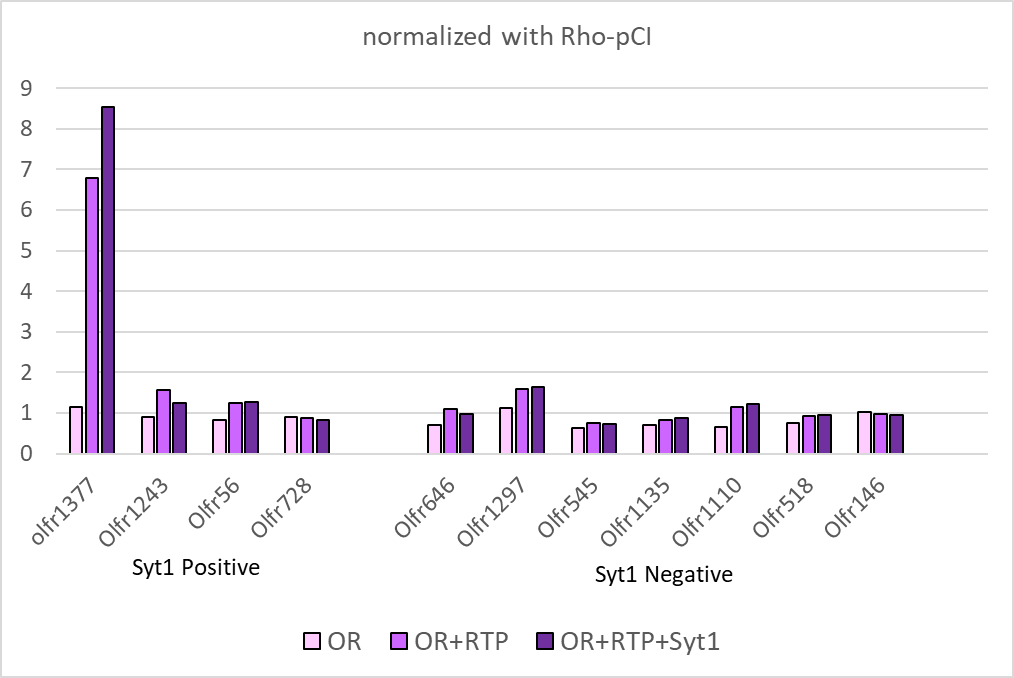 normalized with Rho-pCI
9
8
7
6
5
4
3
2
1
0
olfr1377
Olfr1243
Olfr56
Olfr728
Olfr646
Olfr1297
Olfr545
Olfr1135
Olfr1110
Olfr518
Olfr146
Syt1 Positive
Syt1 Negative
OR OR+RTP OR+RTP+Syt1